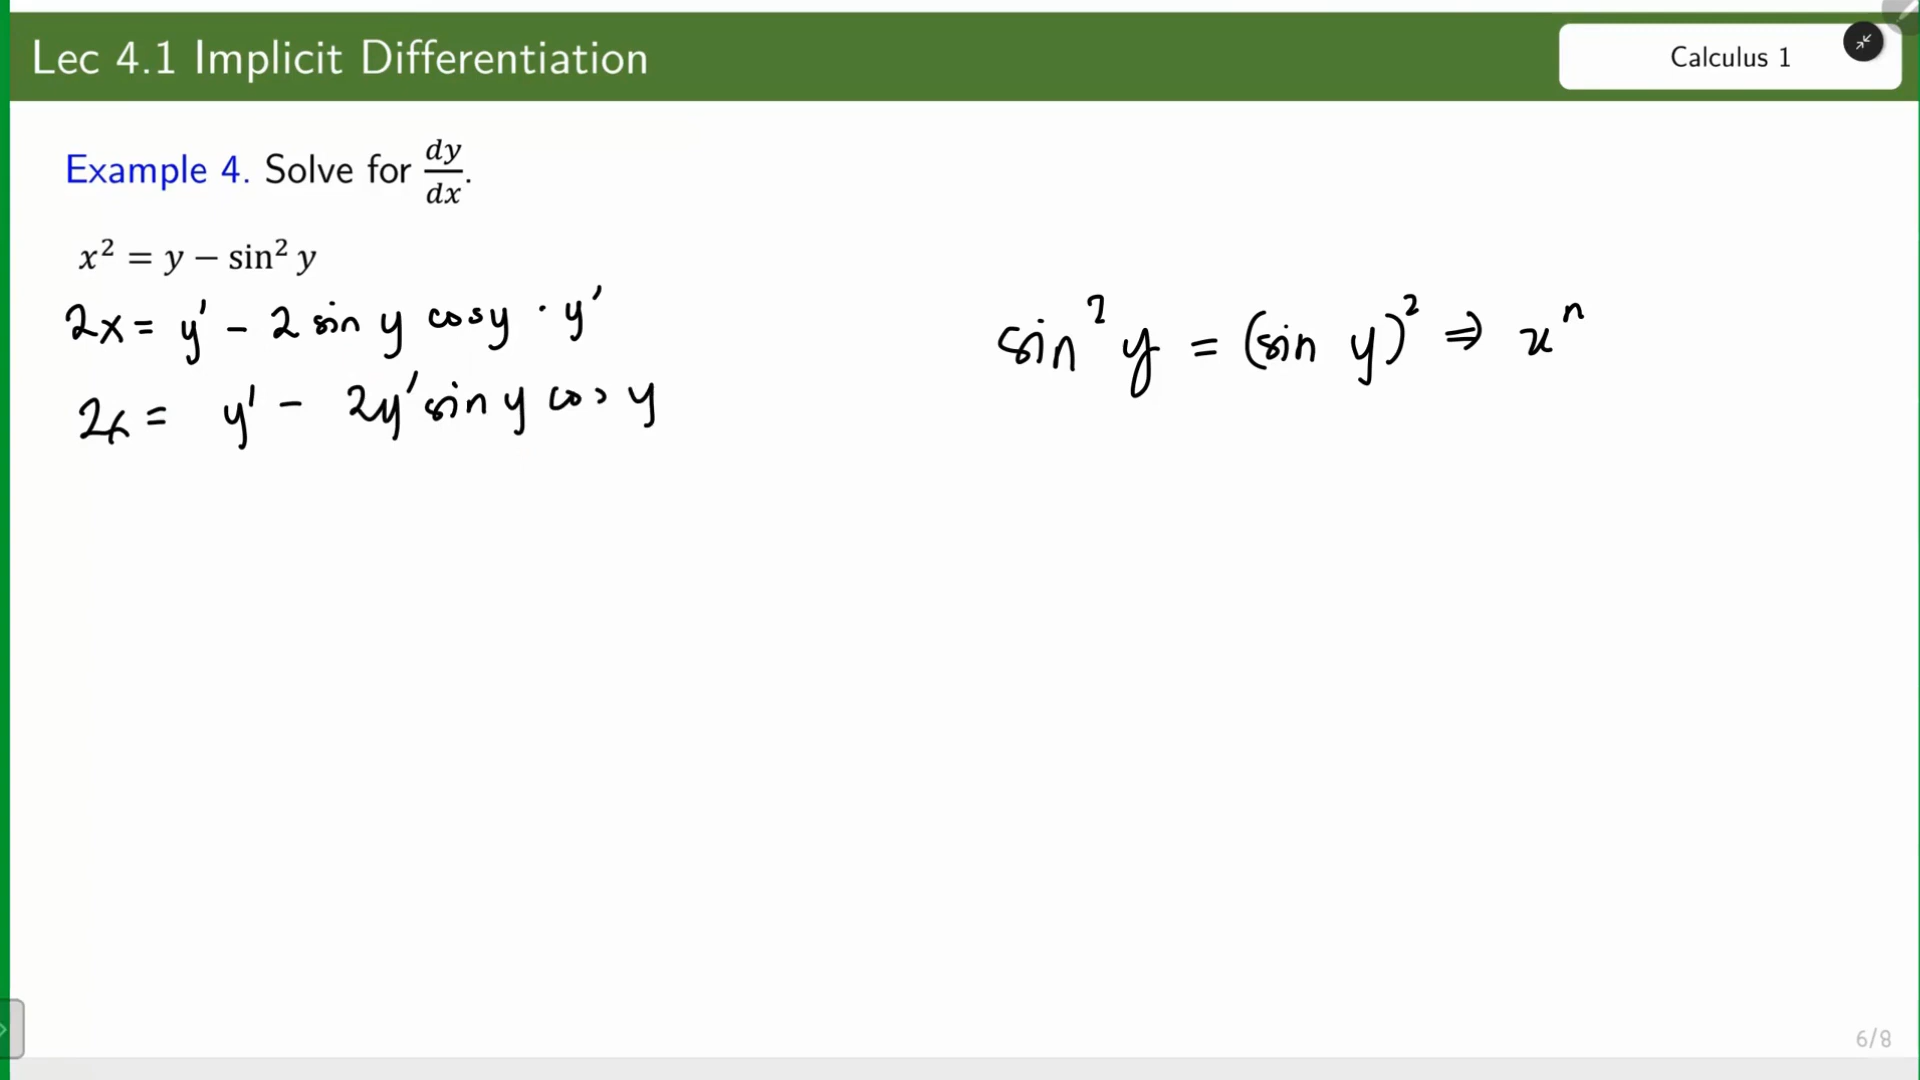 Lec 4.1 Implicit Differentiation
Calculus 1
Example 4. Solve for dy/dx.
x² = y − sin² y
2x = y' − 2 sin y cos y · y'
2x = y' − 2y' sin y cos y
sin² y = (sin y)² ⇒ u^n
6/8